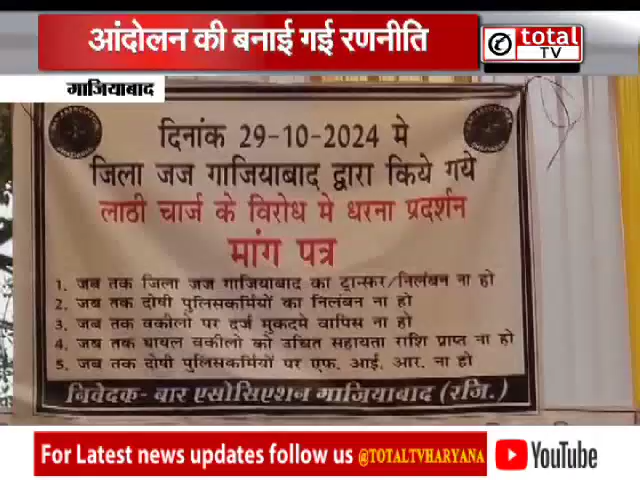 आंदोलन की बनाई गई रणनीति
total
TV
गाजियाबाद
दिनांक 29-10-2024 मे
जिला जज गाजियाबाद द्वारा किये गये
लाठी चार्ज के विरोध मे धरना प्रदर्शन
मांग पत्र
1. जब तक जिला जज गाजियाबाद का ट्रान्सफर/निलंबन ना हो
2. जब तक दोषी पुलिसकर्मियों का निलंबन ना हो
3. जब तक वकीलो पर दर्ज मुकदमे वापिस ना हो
4. जब तक घायल वकीलो को उचित सहायता राशि प्राप्त ना हो
5. जब तक दोषी पुलिसकर्मियों पर एफ. आई. आर. ना हो
निवेदक- बार एसोसिएशन गाजियाबाद (रजि.)
For Latest news updates follow us @TOTALTVHARYANA YouTube